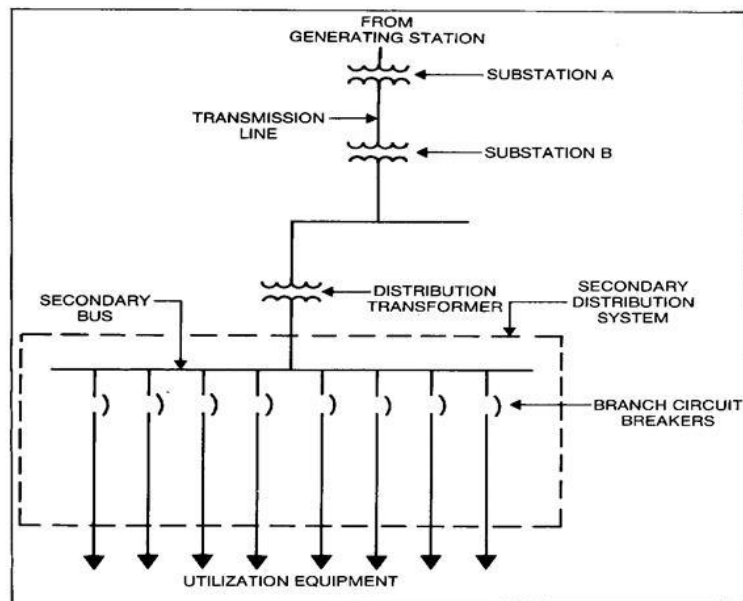 FROM
GENERATING STATION
SUBSTATION A
TRANSMISSION
LINE
SUBSTATION B
DISTRIBUTION
TRANSFORMER
SECONDARY
BUS
SECONDARY
DISTRIBUTION
SYSTEM
BRANCH CIRCUIT
BREAKERS
UTILIZATION EQUIPMENT